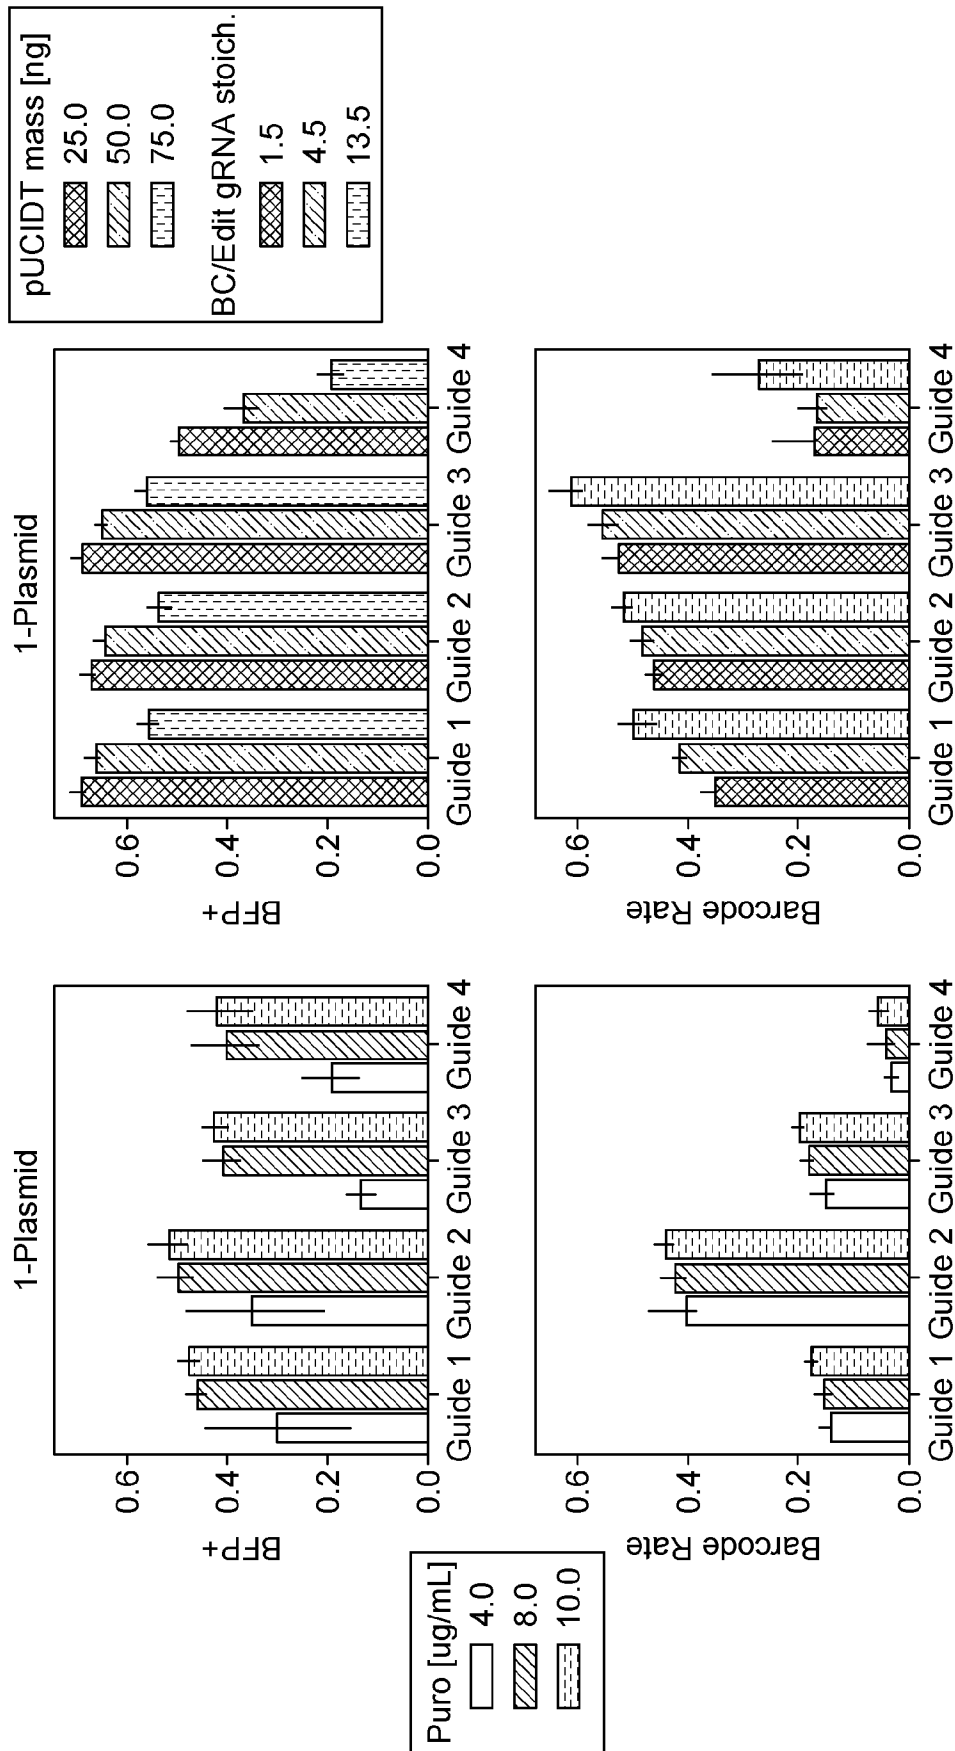 Puro [ug/mL]
4.0
8.0
10.0
1-Plasmid
BFP+
0.6
0.4
0.2
0.0
Guide 1 Guide 2 Guide 3 Guide 4
Barcode Rate
0.6
0.4
0.2
0.0
Guide 1 Guide 2 Guide 3 Guide 4
1-Plasmid
BFP+
0.6
0.4
0.2
0.0
Guide 1 Guide 2 Guide 3 Guide 4
Barcode Rate
0.6
0.4
0.2
0.0
Guide 1 Guide 2 Guide 3 Guide 4
pUCIDT mass [ng]
25.0
50.0
75.0
BC/Edit gRNA stoich.
1.5
4.5
13.5